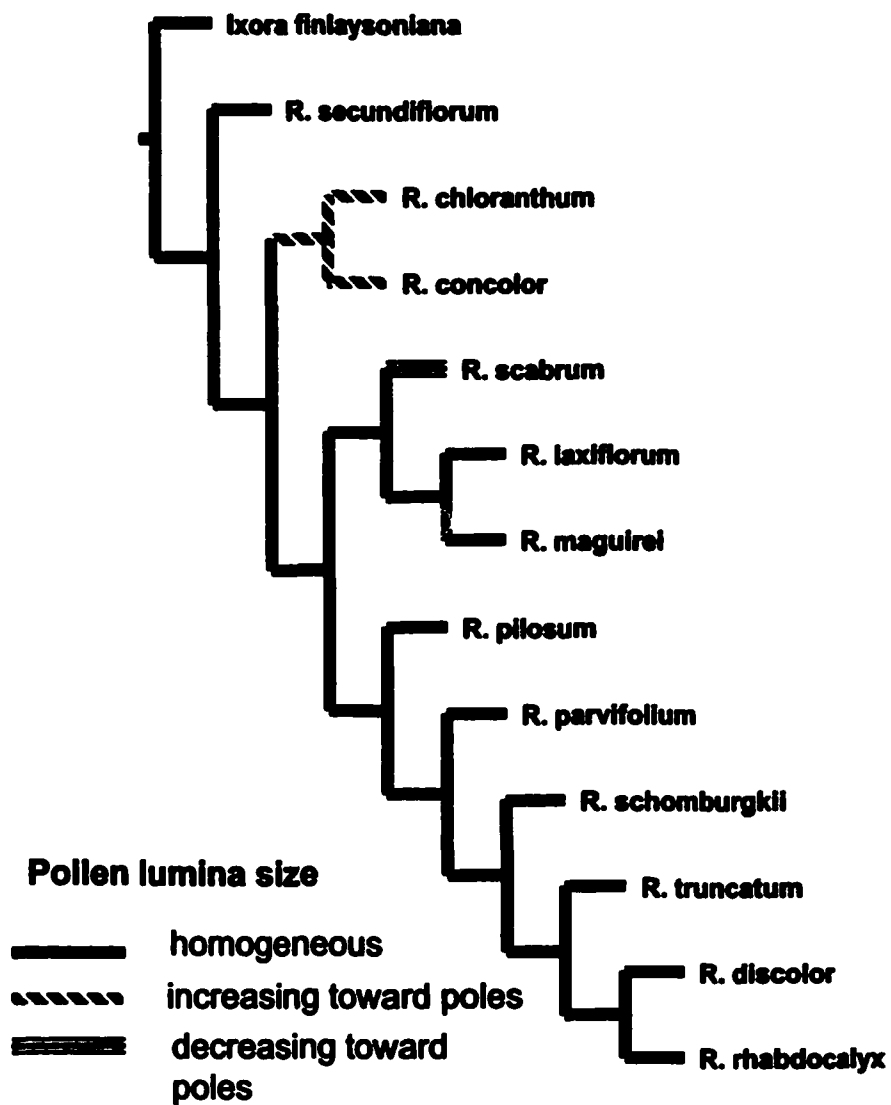 Ixora finlaysoniana
R. secundiflorum
R. chloranthum
R. concolor
R. scabrum
R. laxiflorum
R. maguirei
R. pilosum
R. parvifolium
R. schomburgkii
R. truncatum
R. discolor
R. rhabdocalyx
Pollen lumina size
homogeneous
increasing toward poles
decreasing toward
poles